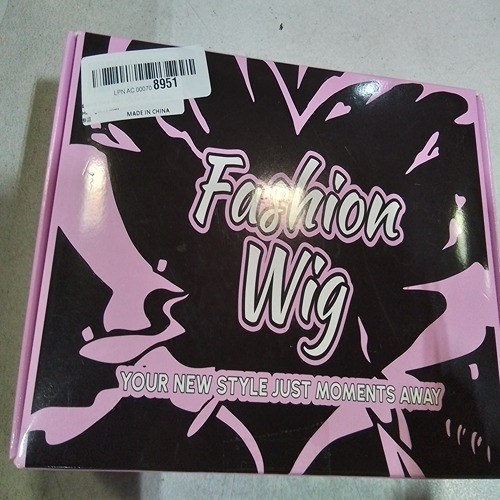 LPN AC 00070 8951
MADE IN CHINA
Fashion
Wig
YOUR NEW STYLE JUST MOMENTS AWAY